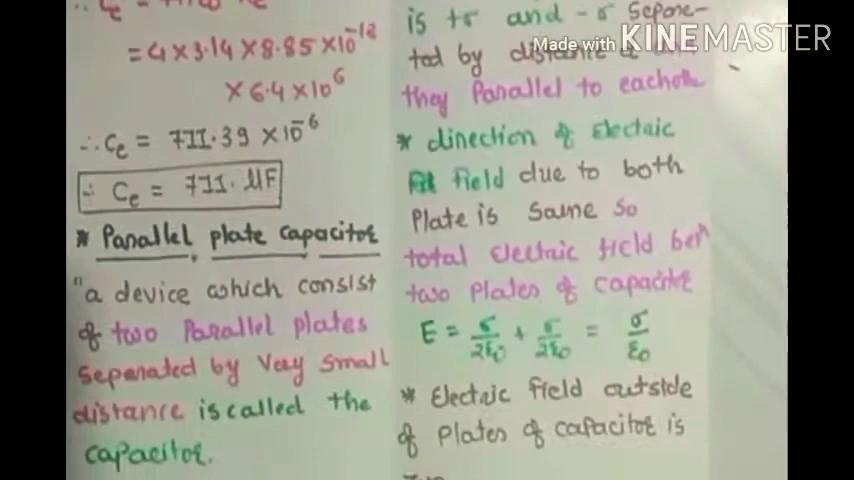 = 4 × 3.14 × 8.85 × 10⁻¹²
× 6.4 × 10⁶
∴ Ce = 711.39 × 10⁻⁶
∴ Ce = 711. µF
* Parallel plate capacitor
"a device which consist
of two Parallel plates
Seperated by Very small
distance is called the
capacitor.
is +σ and -σ Sepone-
ted by distance
they Parallel to each
* direction of Electric
field due to both
Plate is same so
total electric field betⁿ
two Plates of capacitor
E = σ/2ε₀ + σ/2ε₀ = σ/ε₀
* Electric field outside
of Plates of capacitor is
Made with KINEMASTER